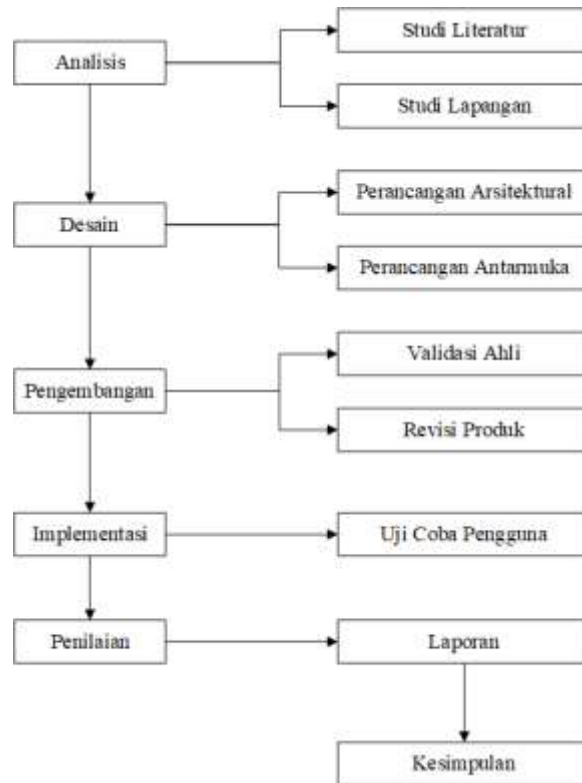 Studi Literatur
Analisis
Studi Lapangan
Perancangan Arsitektural
Desain
Perancangan Antarmuka
Validasi Ahli
Pengembangan
Revisi Produk
Implementasi
Uji Coba Pengguna
Penilaian
Laporan
Kesimpulan